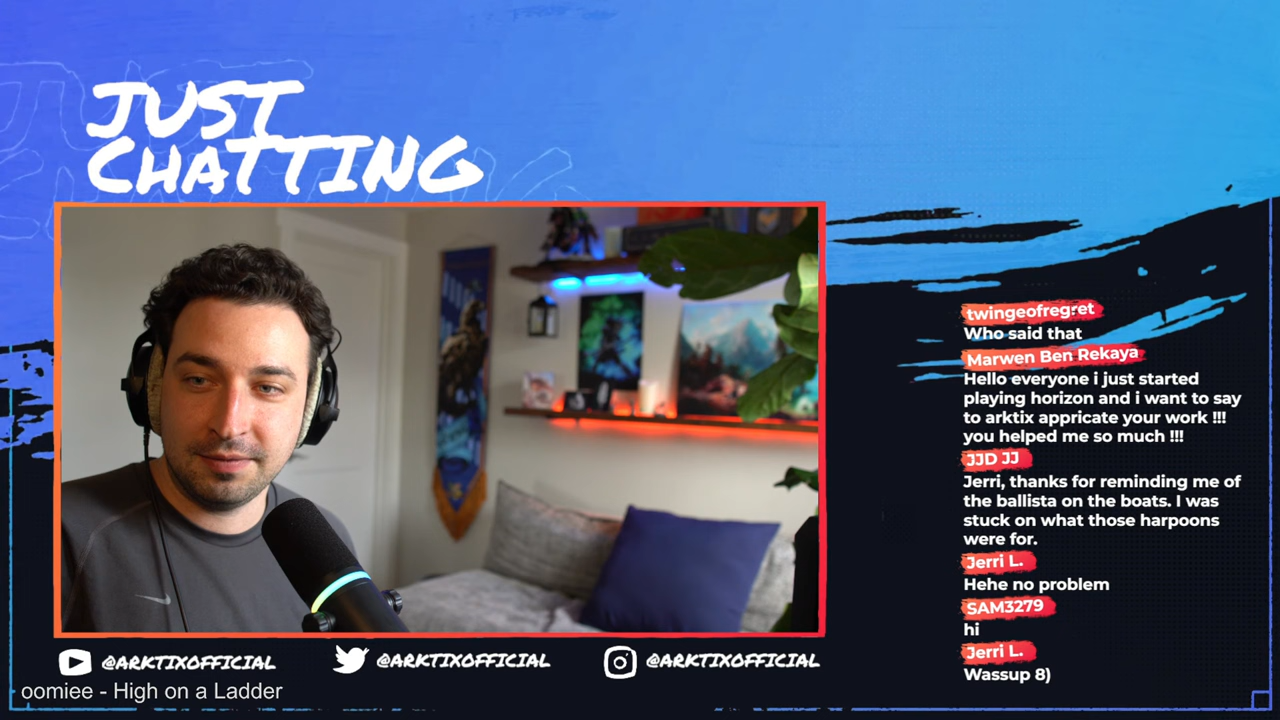 JUST
CHATTING
twingeofregret
Who said that
Marwen Ben Rekaya
Hello everyone i just started
playing horizon and i want to say
to arktix appricate your work !!!
you helped me so much !!!
JJD JJ
Jerri, thanks for reminding me of
the ballista on the boats. I was
stuck on what those harpoons
were for.
Jerri L.
Hehe no problem
SAM3279
hi
Jerri L.
Wassup 8)
@ARKTIXOFFICIAL @ARKTIXOFFICIAL @ARKTIXOFFICIAL
oomiee - High on a Ladder